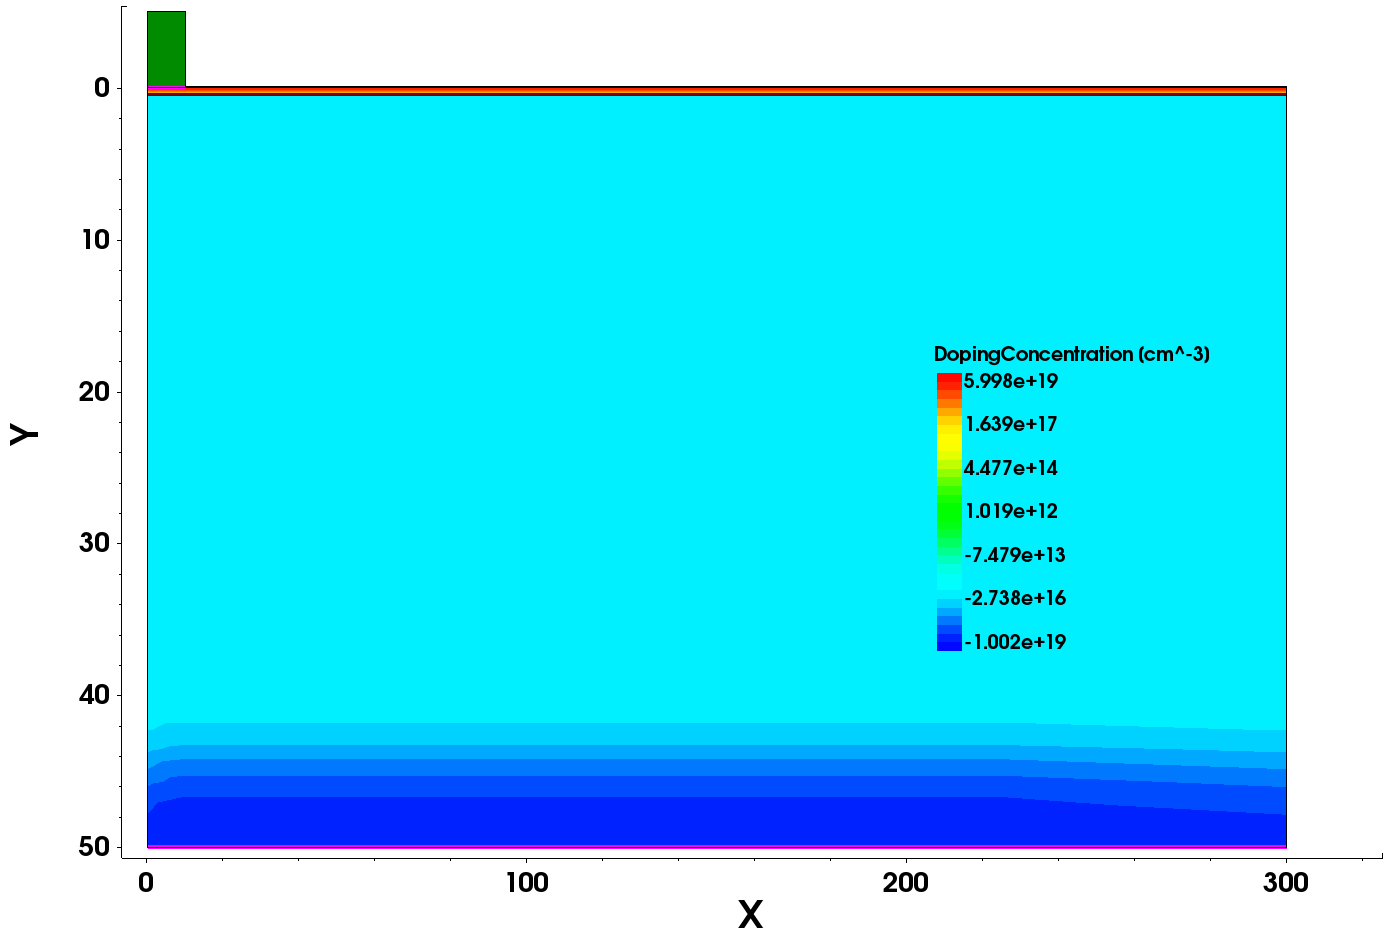 0
10
20
30
40
50
Y
DopingConcentration (cm^-3)
5.998e+19
1.639e+17
4.477e+14
1.019e+12
-7.479e+13
-2.738e+16
-1.002e+19
0 100 200 300
X